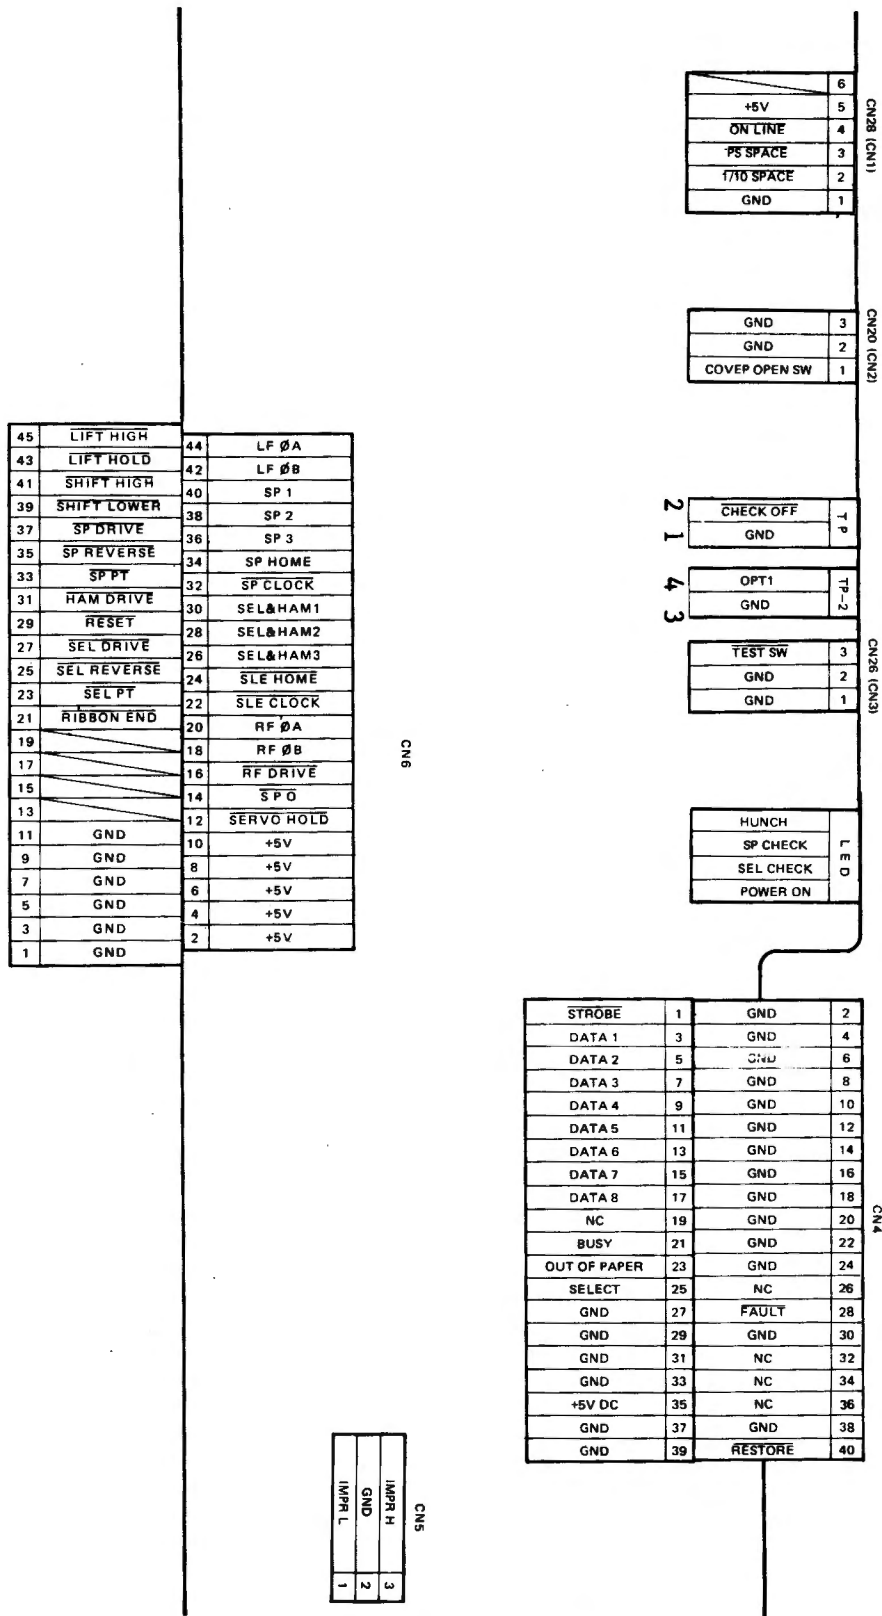 CN28 (CN1)
6
+5V 5
ON LINE 4
PS SPACE 3
1/10 SPACE 2
GND 1
CN20 (CN2)
GND 3
GND 2
COVEP OPEN SW 1
2 CHECK OFF
1 GND
TP
4 OPT1
3 GND
TP-2
CN26 (CN3)
TEST SW 3
GND 2
GND 1
HUNCH
SP CHECK
SEL CHECK
POWER ON
LED
45 LIFT HIGH
43 LIFT HOLD
41 SHIFT HIGH
39 SHIFT LOWER
37 SP DRIVE
35 SP REVERSE
33 SP PT
31 HAM DRIVE
29 RESET
27 SEL DRIVE
25 SEL REVERSE
23 SEL PT
21 RIBBON END
19
17
15
13
11 GND
9 GND
7 GND
5 GND
3 GND
1 GND
44 LF ØA
42 LF ØB
40 SP 1
38 SP 2
36 SP 3
34 SP HOME
32 SP CLOCK
30 SEL&HAM1
28 SEL&HAM2
26 SEL&HAM3
24 SLE HOME
22 SLE CLOCK
20 RF ØA
18 RF ØB
16 RF DRIVE
14 SPO
12 SERVO HOLD
10 +5V
8 +5V
6 +5V
4 +5V
2 +5V
CN6
CN4
STROBE 1 GND 2
DATA 1 3 GND 4
DATA 2 5 GND 6
DATA 3 7 GND 8
DATA 4 9 GND 10
DATA 5 11 GND 12
DATA 6 13 GND 14
DATA 7 15 GND 16
DATA 8 17 GND 18
NC 19 GND 20
BUSY 21 GND 22
OUT OF PAPER 23 GND 24
SELECT 25 NC 26
GND 27 FAULT 28
GND 29 GND 30
GND 31 NC 32
GND 33 NC 34
+5V DC 35 NC 36
GND 37 GND 38
GND 39 RESTORE 40
CN5
IMPR H 3
GND 2
IMPR L 1